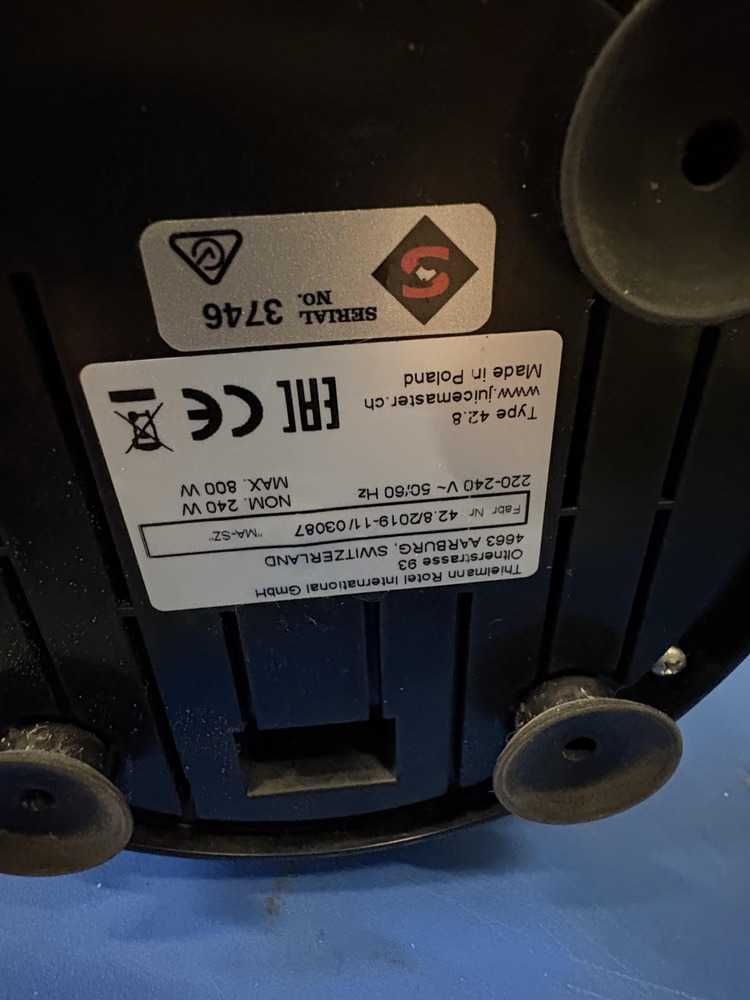 Thielmann Rotel International GmbH
Oltnerstrasse 93
4663 AARBURG, SWITZERLAND
Fabr. Nr. 42.8/2019-11/03087 "MA-SZ"
220-240 V~ 50/60 Hz NOM. 240 W
MAX. 800 W
Type 42.8
www.juicemaster.ch
Made in Poland
EAC CE
SERIAL NO. 3746
S